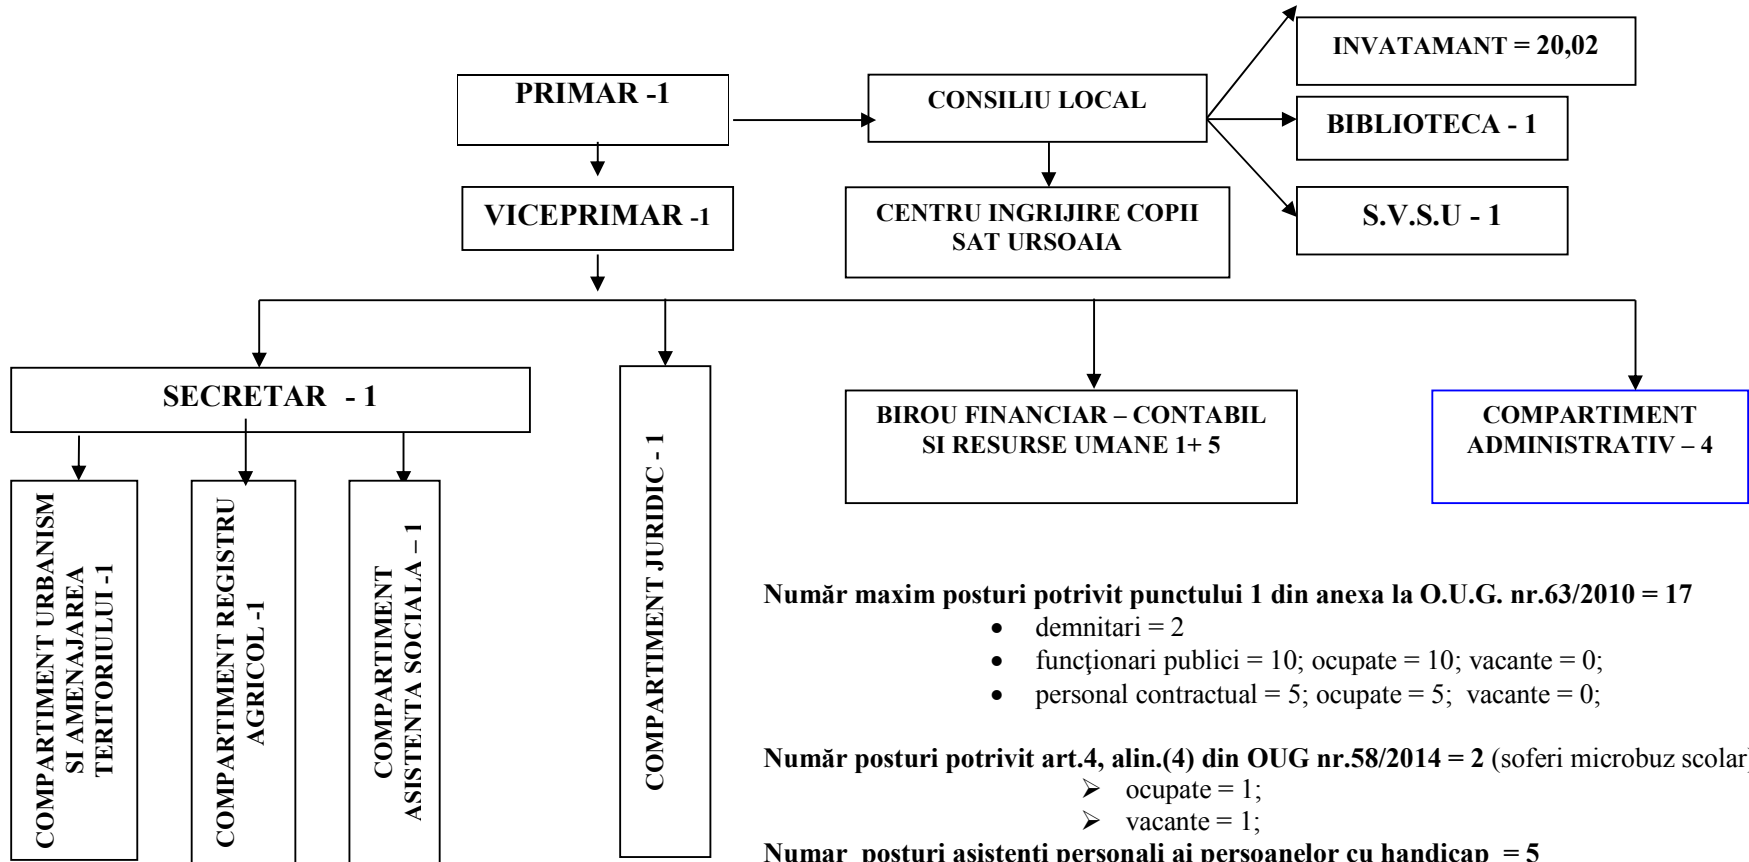 INVATAMANT = 20,02
PRIMAR -1
CONSILIU LOCAL
BIBLIOTECA - 1
VICEPRIMAR -1
CENTRU INGRIJIRE COPII
SAT URSOAIA
S.V.S.U - 1
SECRETAR - 1
BIROU FINANCIAR – CONTABIL
SI RESURSE UMANE 1+ 5
COMPARTIMENT
ADMINISTRATIV – 4
COMPARTIMENT URBANISM
SI AMENAJAREA
TERITORIULUI -1
COMPARTIMENT REGISTRU
AGRICOL -1
COMPARTIMENT
ASISTENTA SOCIALA – 1
COMPARTIMENT JURIDIC - 1
Număr maxim posturi potrivit punctului 1 din anexa la O.U.G. nr.63/2010 = 17
• demnitari = 2
• funcţionari publici = 10; ocupate = 10; vacante = 0;
• personal contractual = 5; ocupate = 5; vacante = 0;
Număr posturi potrivit art.4, alin.(4) din OUG nr.58/2014 = 2 (soferi microbuz scolar)
➢ ocupate = 1;
➢ vacante = 1;
Numar posturi asistenti personali ai persoanelor cu handicap = 5